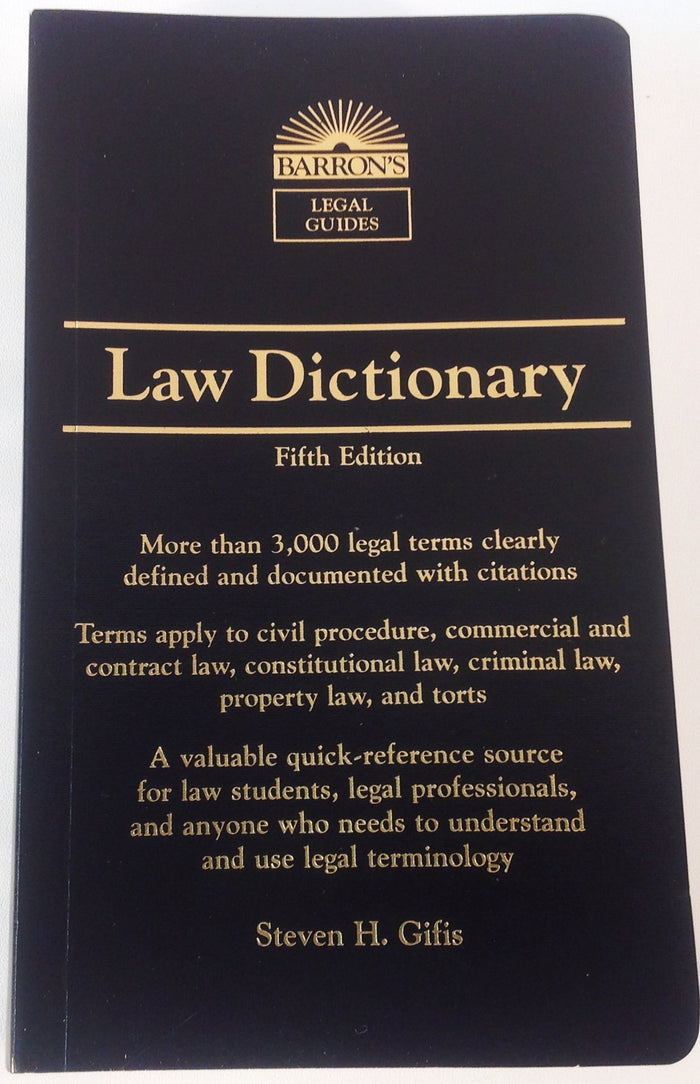 BARRON'S
LEGAL
GUIDES
Law Dictionary
Fifth Edition
More than 3,000 legal terms clearly
defined and documented with citations
Terms apply to civil procedure, commercial and
contract law, constitutional law, criminal law,
property law, and torts
A valuable quick-reference source
for law students, legal professionals,
and anyone who needs to understand
and use legal terminology
Steven H. Gifis